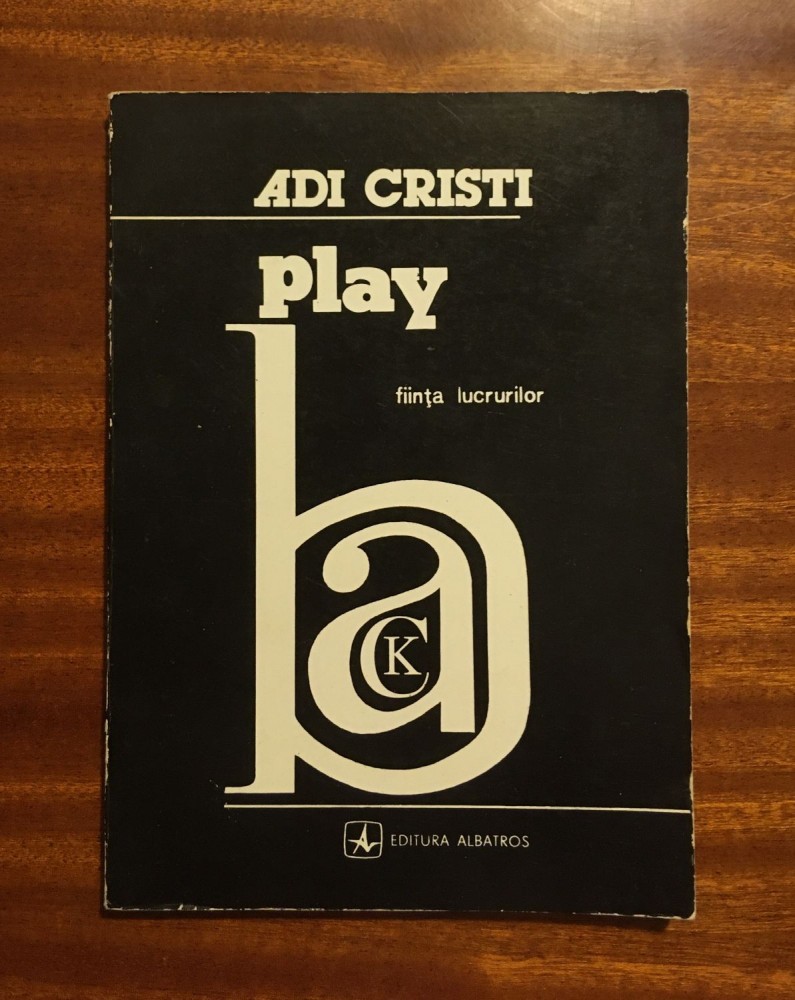 ADI CRISTI
play
back
fiinţa lucrurilor
EDITURA ALBATROS